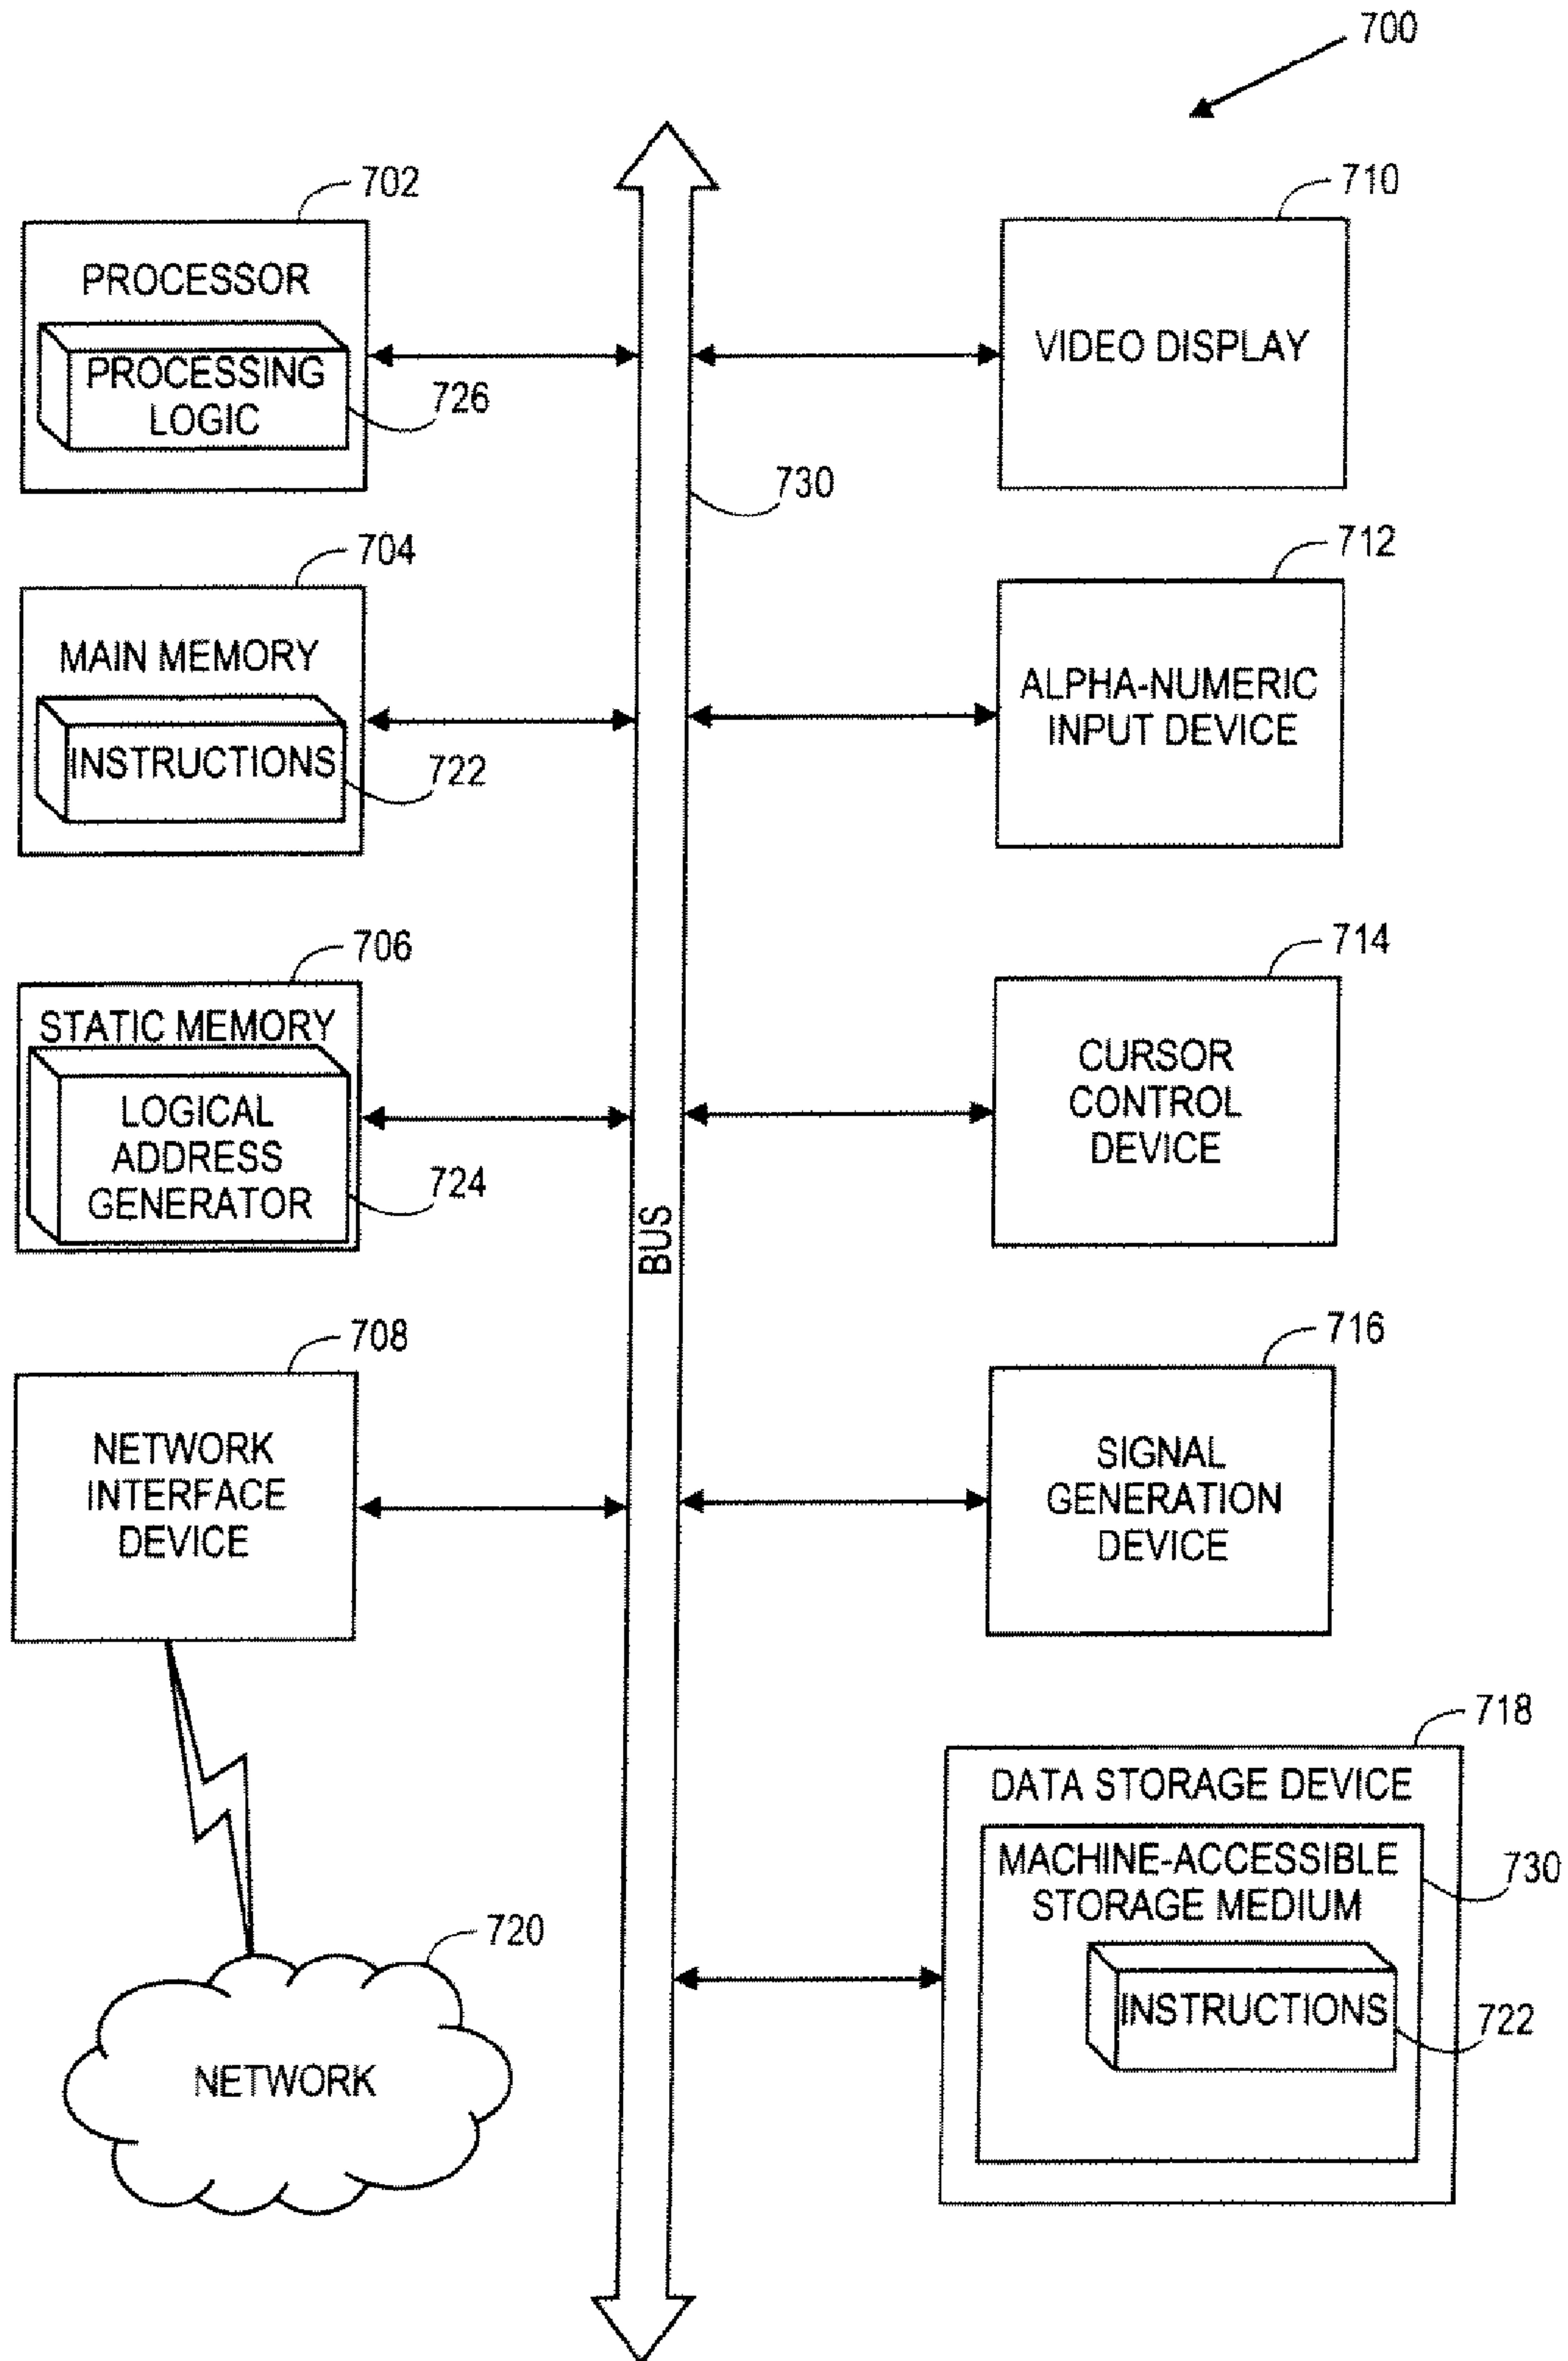 700
702
PROCESSOR
PROCESSING
LOGIC
726
710
VIDEO DISPLAY
730
704
MAIN MEMORY
INSTRUCTIONS
722
712
ALPHA-NUMERIC
INPUT DEVICE
706
STATIC MEMORY
LOGICAL
ADDRESS
GENERATOR
724
BUS
714
CURSOR
CONTROL
DEVICE
708
NETWORK
INTERFACE
DEVICE
716
SIGNAL
GENERATION
DEVICE
720
NETWORK
718
DATA STORAGE DEVICE
MACHINE-ACCESSIBLE
STORAGE MEDIUM
730
INSTRUCTIONS
722